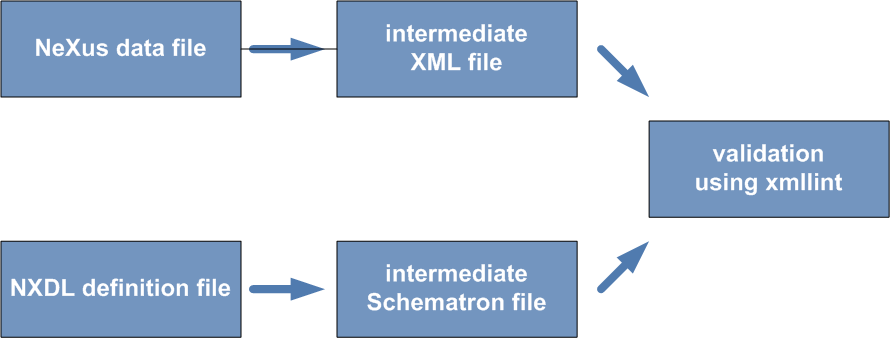 NeXus data file
intermediate
XML file
validation
using xmllint
NXDL definition file
intermediate
Schematron file